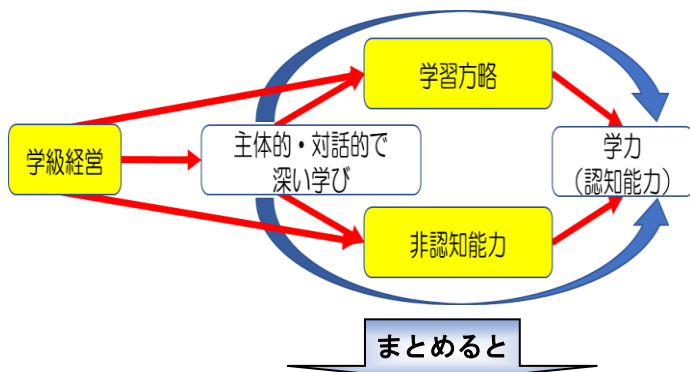 学習方略
学級経営
主体的・対話的で
深い学び
学力
(認知能力)
非認知能力
まとめると